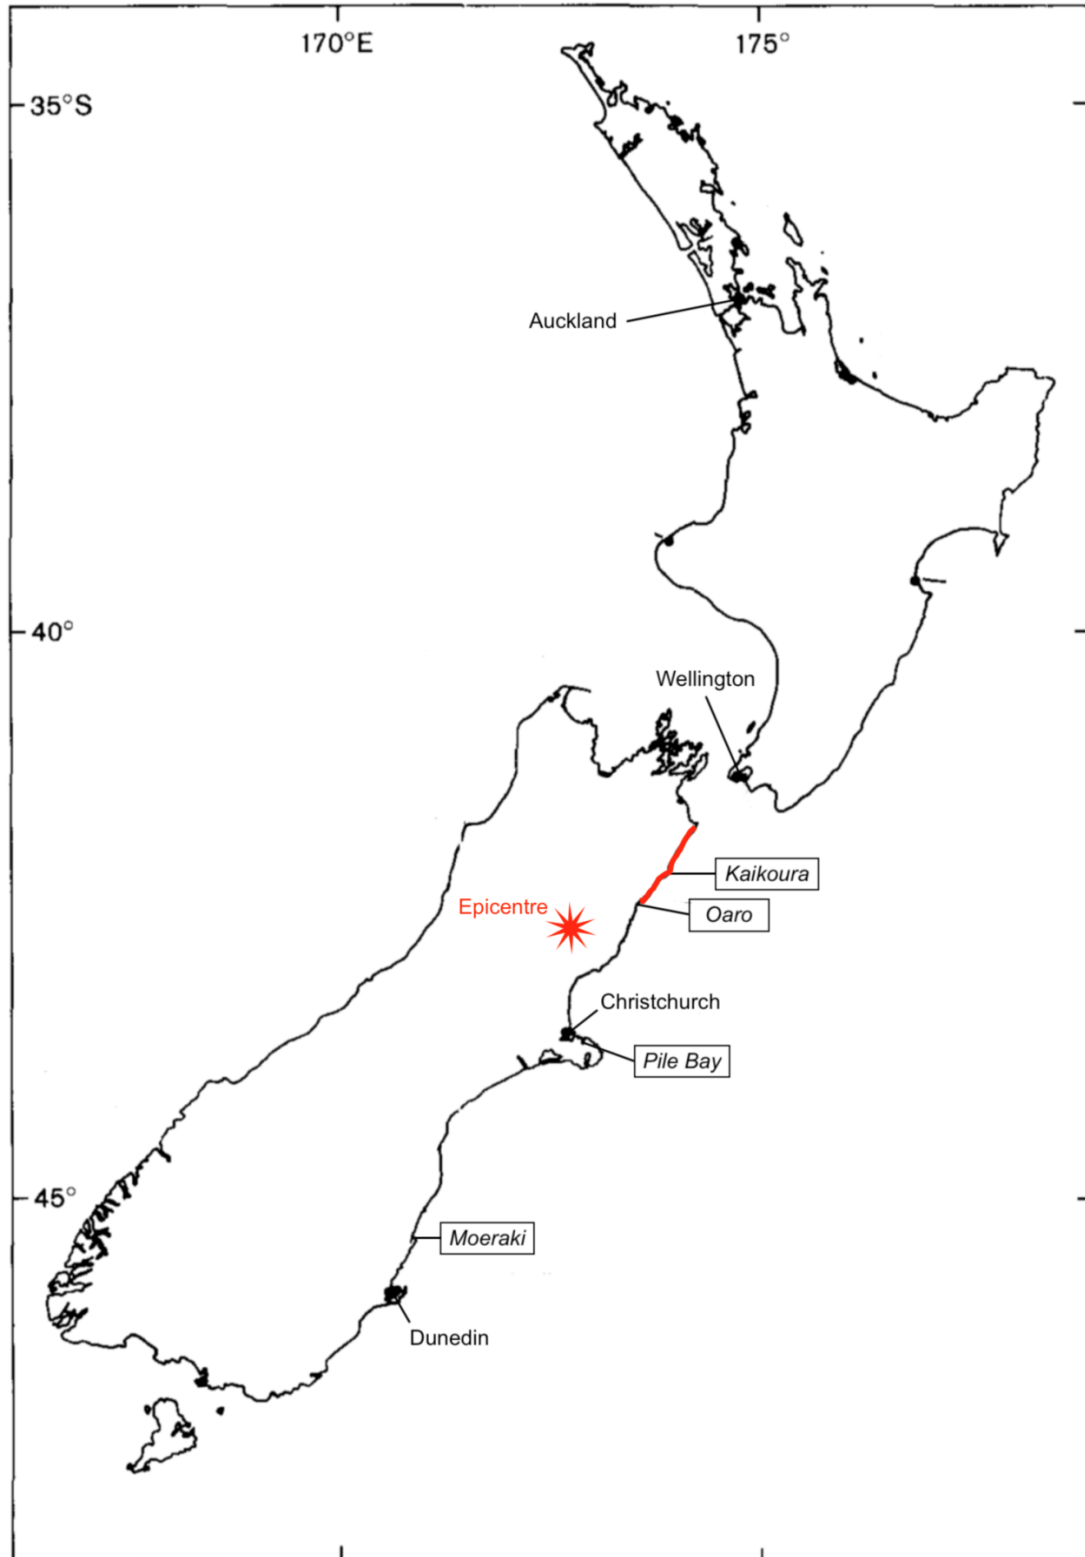 170°E 175°
35°S
Auckland
40°
Wellington
Kaikoura
Epicentre
Oaro
Christchurch
Pile Bay
45°
Moeraki
Dunedin